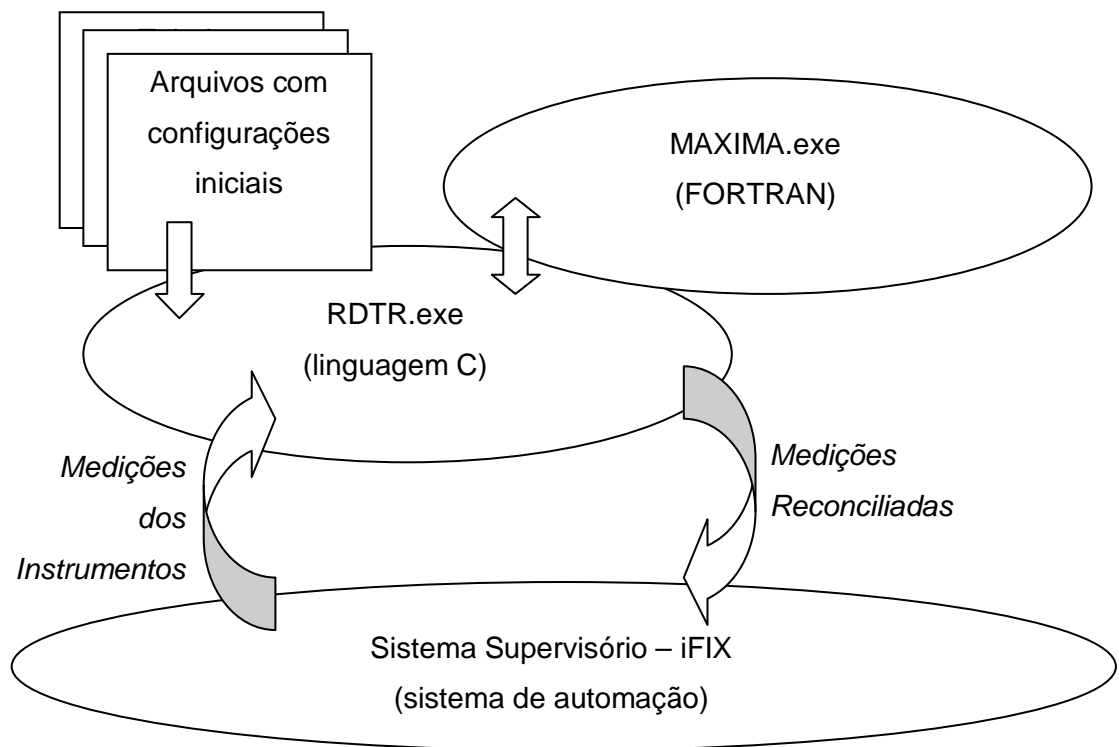 Arquivos com
configurações
iniciais
MAXIMA.exe
(FORTRAN)
RDTR.exe
(linguagem C)
Medições
dos
Instrumentos
Medições
Reconciliadas
Sistema Supervisório – iFIX
(sistema de automação)